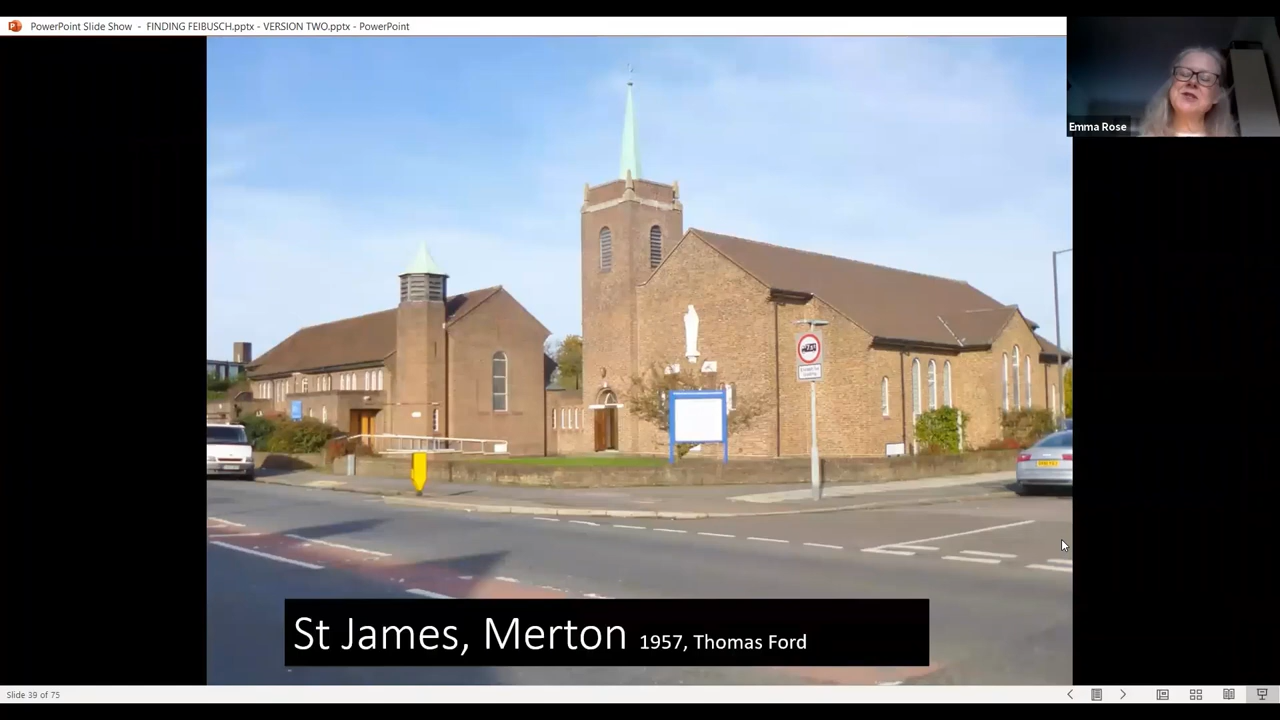 PowerPoint Slide Show - FINDING FEIBUSCH.pptx - VERSION TWO.pptx - PowerPoint
Emma Rose
St James, Merton 1957, Thomas Ford
Slide 39 of 75